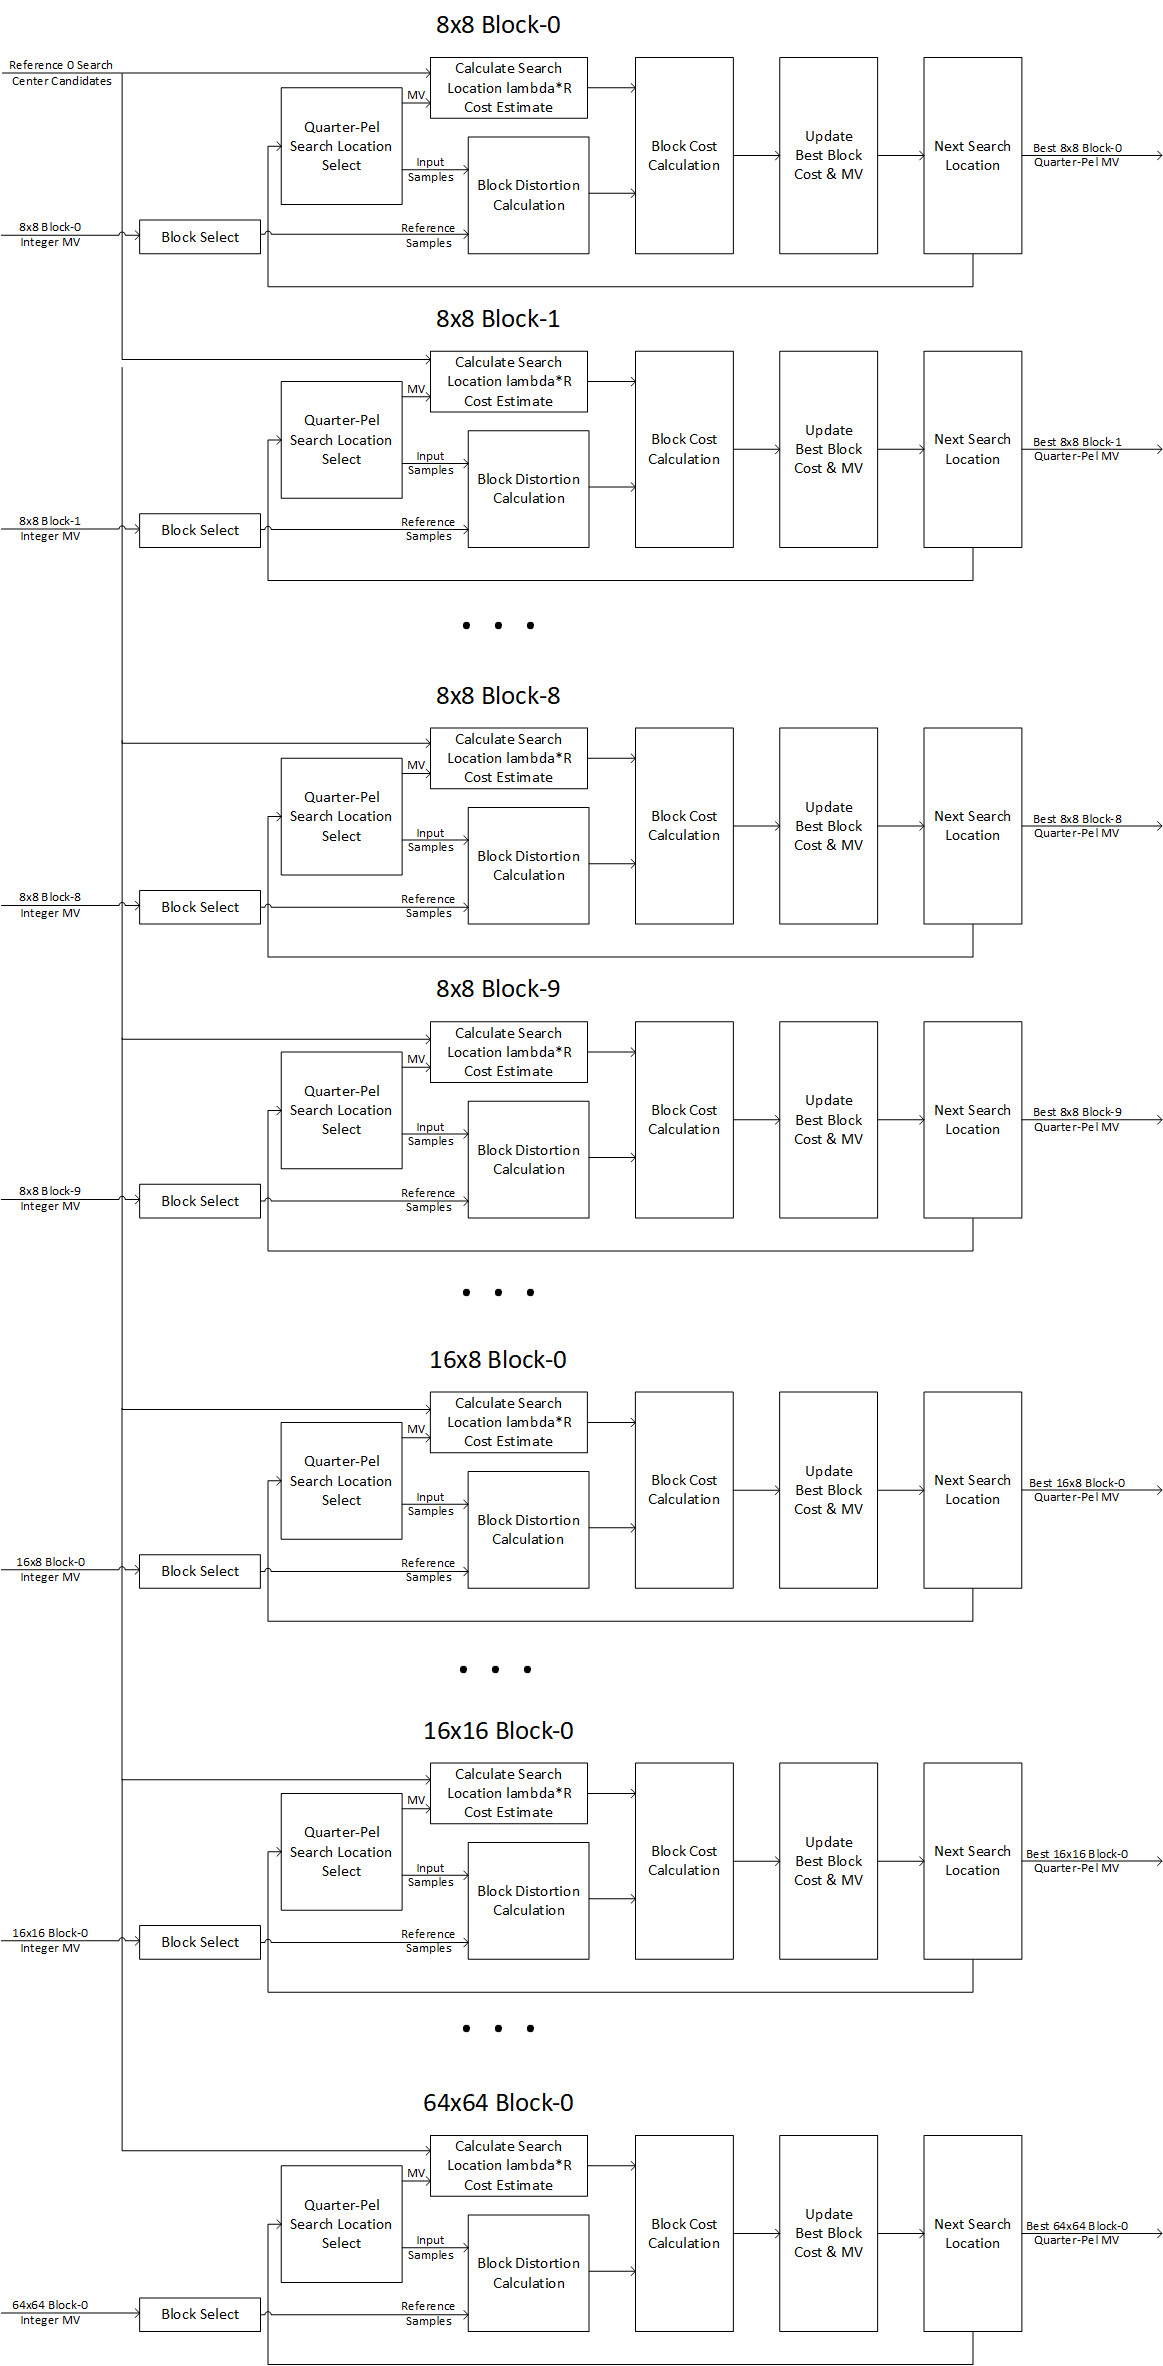 8x8 Block-0
Reference 0 Search
Center Candidates
Calculate Search
Location lambda*R
Cost Estimate
MV
Quarter-Pel
Search Location
Select
Input
Samples
Block Distortion
Calculation
Block Cost
Calculation
Update
Best Block
Cost & MV
Next Search
Location
Best 8x8 Block-0
Quarter-Pel MV
8x8 Block-0
Integer MV
Block Select
Reference
Samples
8x8 Block-1
Calculate Search
Location lambda*R
Cost Estimate
MV
Quarter-Pel
Search Location
Select
Input
Samples
Block Distortion
Calculation
Block Cost
Calculation
Update
Best Block
Cost & MV
Next Search
Location
Best 8x8 Block-1
Quarter-Pel MV
8x8 Block-1
Integer MV
Block Select
Reference
Samples
• • •
8x8 Block-8
Calculate Search
Location lambda*R
Cost Estimate
MV
Quarter-Pel
Search Location
Select
Input
Samples
Block Distortion
Calculation
Block Cost
Calculation
Update
Best Block
Cost & MV
Next Search
Location
Best 8x8 Block-8
Quarter-Pel MV
8x8 Block-8
Integer MV
Block Select
Reference
Samples
8x8 Block-9
Calculate Search
Location lambda*R
Cost Estimate
MV
Quarter-Pel
Search Location
Select
Input
Samples
Block Distortion
Calculation
Block Cost
Calculation
Update
Best Block
Cost & MV
Next Search
Location
Best 8x8 Block-9
Quarter-Pel MV
8x8 Block-9
Integer MV
Block Select
Reference
Samples
• • •
16x8 Block-0
Calculate Search
Location lambda*R
Cost Estimate
MV
Quarter-Pel
Search Location
Select
Input
Samples
Block Distortion
Calculation
Block Cost
Calculation
Update
Best Block
Cost & MV
Next Search
Location
Best 16x8 Block-0
Quarter-Pel MV
16x8 Block-0
Integer MV
Block Select
Reference
Samples
• • •
16x16 Block-0
Calculate Search
Location lambda*R
Cost Estimate
MV
Quarter-Pel
Search Location
Select
Input
Samples
Block Distortion
Calculation
Block Cost
Calculation
Update
Best Block
Cost & MV
Next Search
Location
Best 16x16 Block-0
Quarter-Pel MV
16x16 Block-0
Integer MV
Block Select
Reference
Samples
• • •
64x64 Block-0
Calculate Search
Location lambda*R
Cost Estimate
MV
Quarter-Pel
Search Location
Select
Input
Samples
Block Distortion
Calculation
Block Cost
Calculation
Update
Best Block
Cost & MV
Next Search
Location
Best 64x64 Block-0
Quarter-Pel MV
64x64 Block-0
Integer MV
Block Select
Reference
Samples